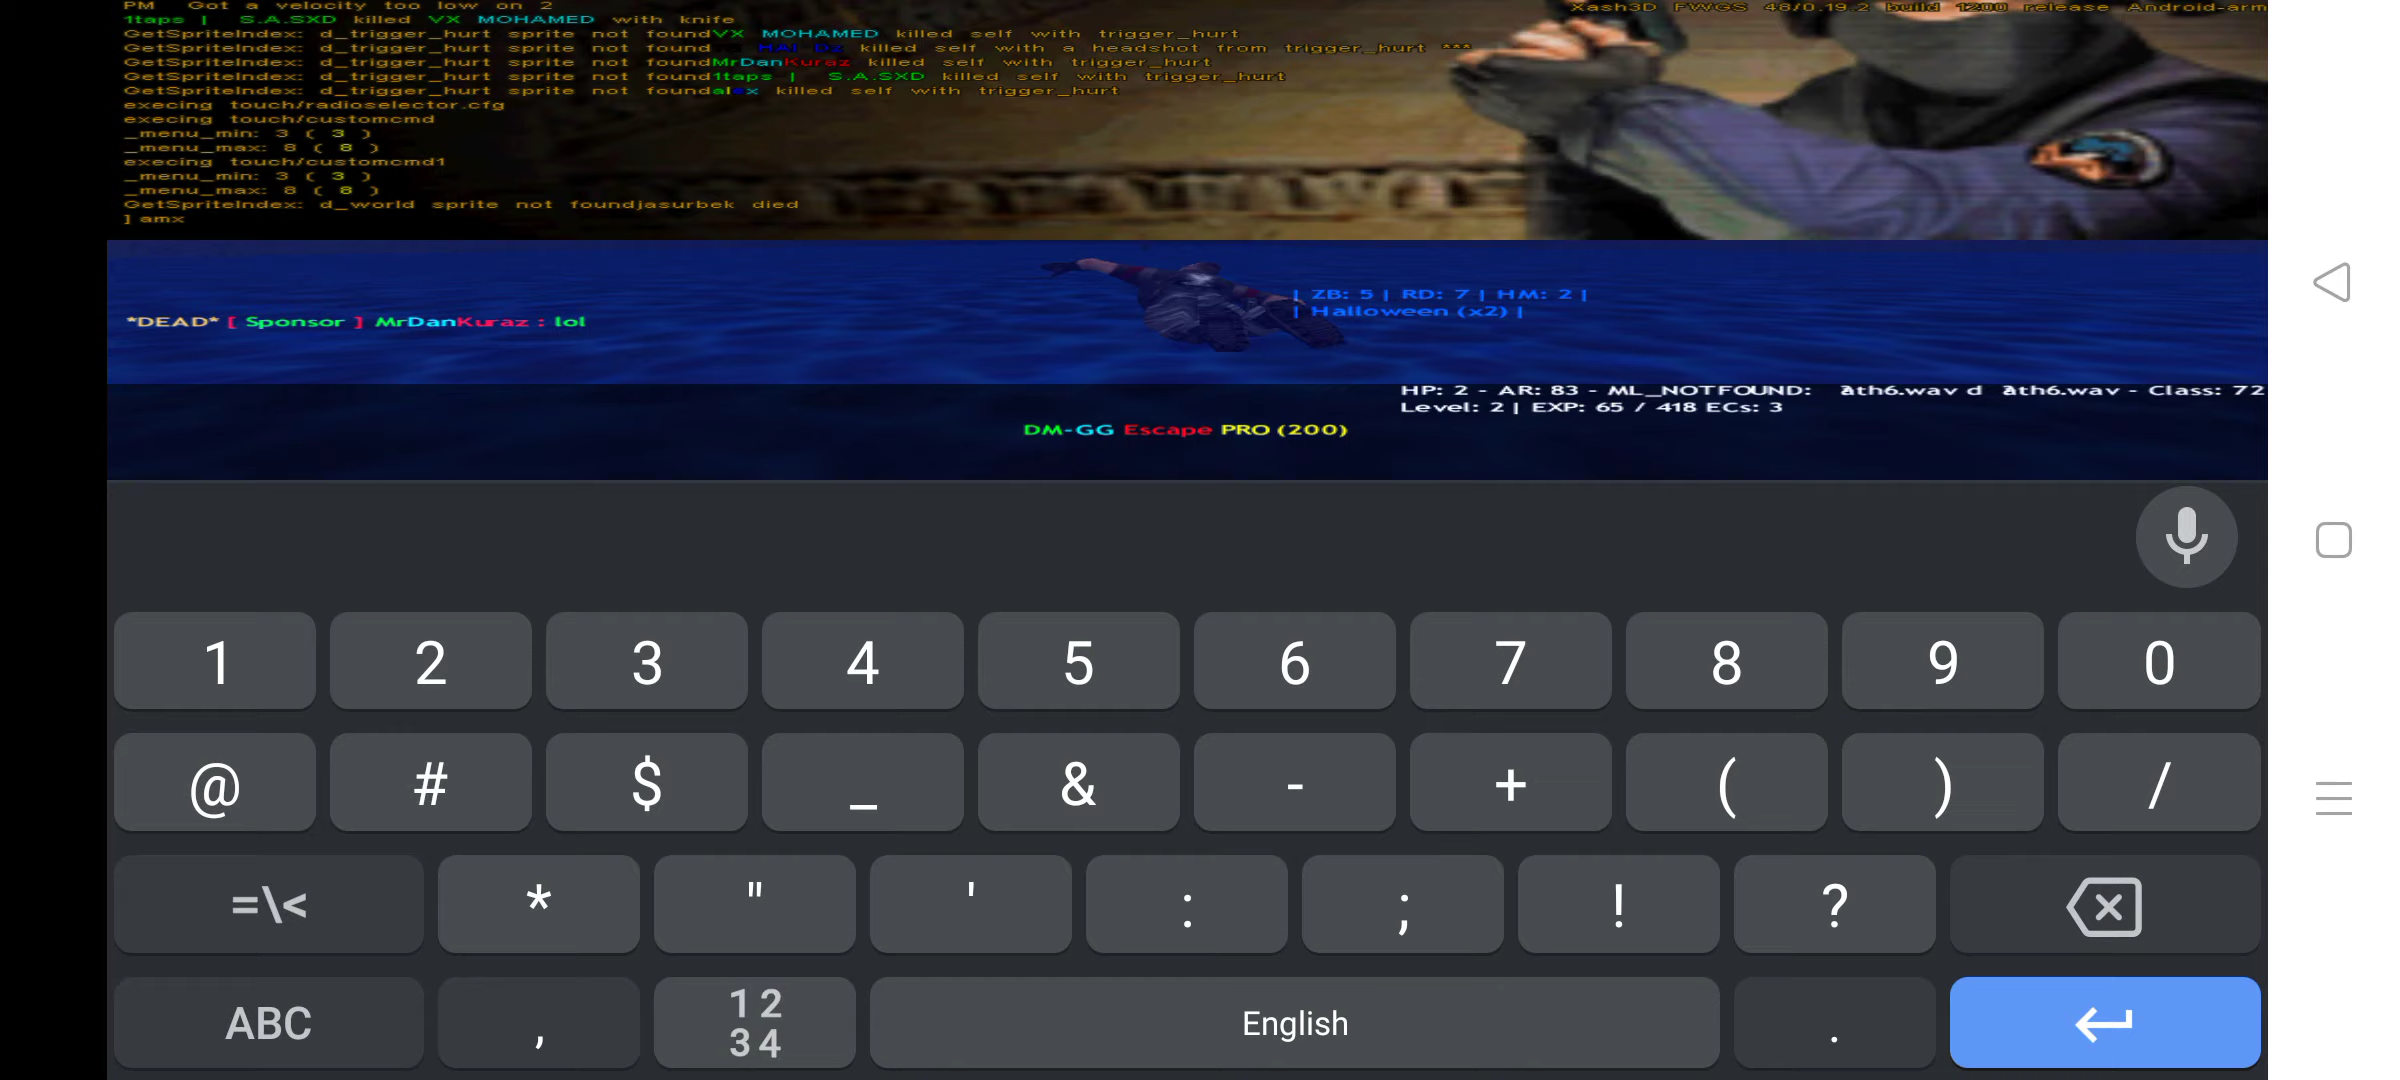 PM Got a velocity too low on 2
Xash3D FWGS 48/0.19.2 build 1200 release Android-arm
1taps | S.A.SXD killed VX MOHAMED with knife
GetSpriteIndex: d_trigger_hurt sprite not foundVX MOHAMED killed self with trigger_hurt
GetSpriteIndex: d_trigger_hurt sprite not found killed self with a headshot from trigger_hurt ***
GetSpriteIndex: d_trigger_hurt sprite not foundMrDanKuraz killed self with trigger_hurt
GetSpriteIndex: d_trigger_hurt sprite not found1taps | S.A.SXD killed self with trigger_hurt
GetSpriteIndex: d_trigger_hurt sprite not foundalex killed self with trigger_hurt
execing touch/radioselector.cfg
execing touch/customcmd
_menu_min: 3 ( 3 )
_menu_max: 8 ( 8 )
execing touch/customcmd1
_menu_min: 3 ( 3 )
_menu_max: 8 ( 8 )
GetSpriteIndex: d_world sprite not foundjasurbek died
] amx
| ZB: 5 | RD: 7 | HM: 2 |
| Halloween (x2) |
*DEAD* [ Sponsor ] MrDanKuraz : lol
HP: 2 - AR: 83 - ML_NOTFOUND: ath6.wav d ath6.wav - Class: 72
Level: 2 | EXP: 65 / 418 ECs: 3
DM-GG Escape PRO (200)
1 2 3 4 5 6 7 8 9 0
@ # $ _ & - + ( ) /
=\< * " ' : ; ! ?
ABC , 12 34 English .